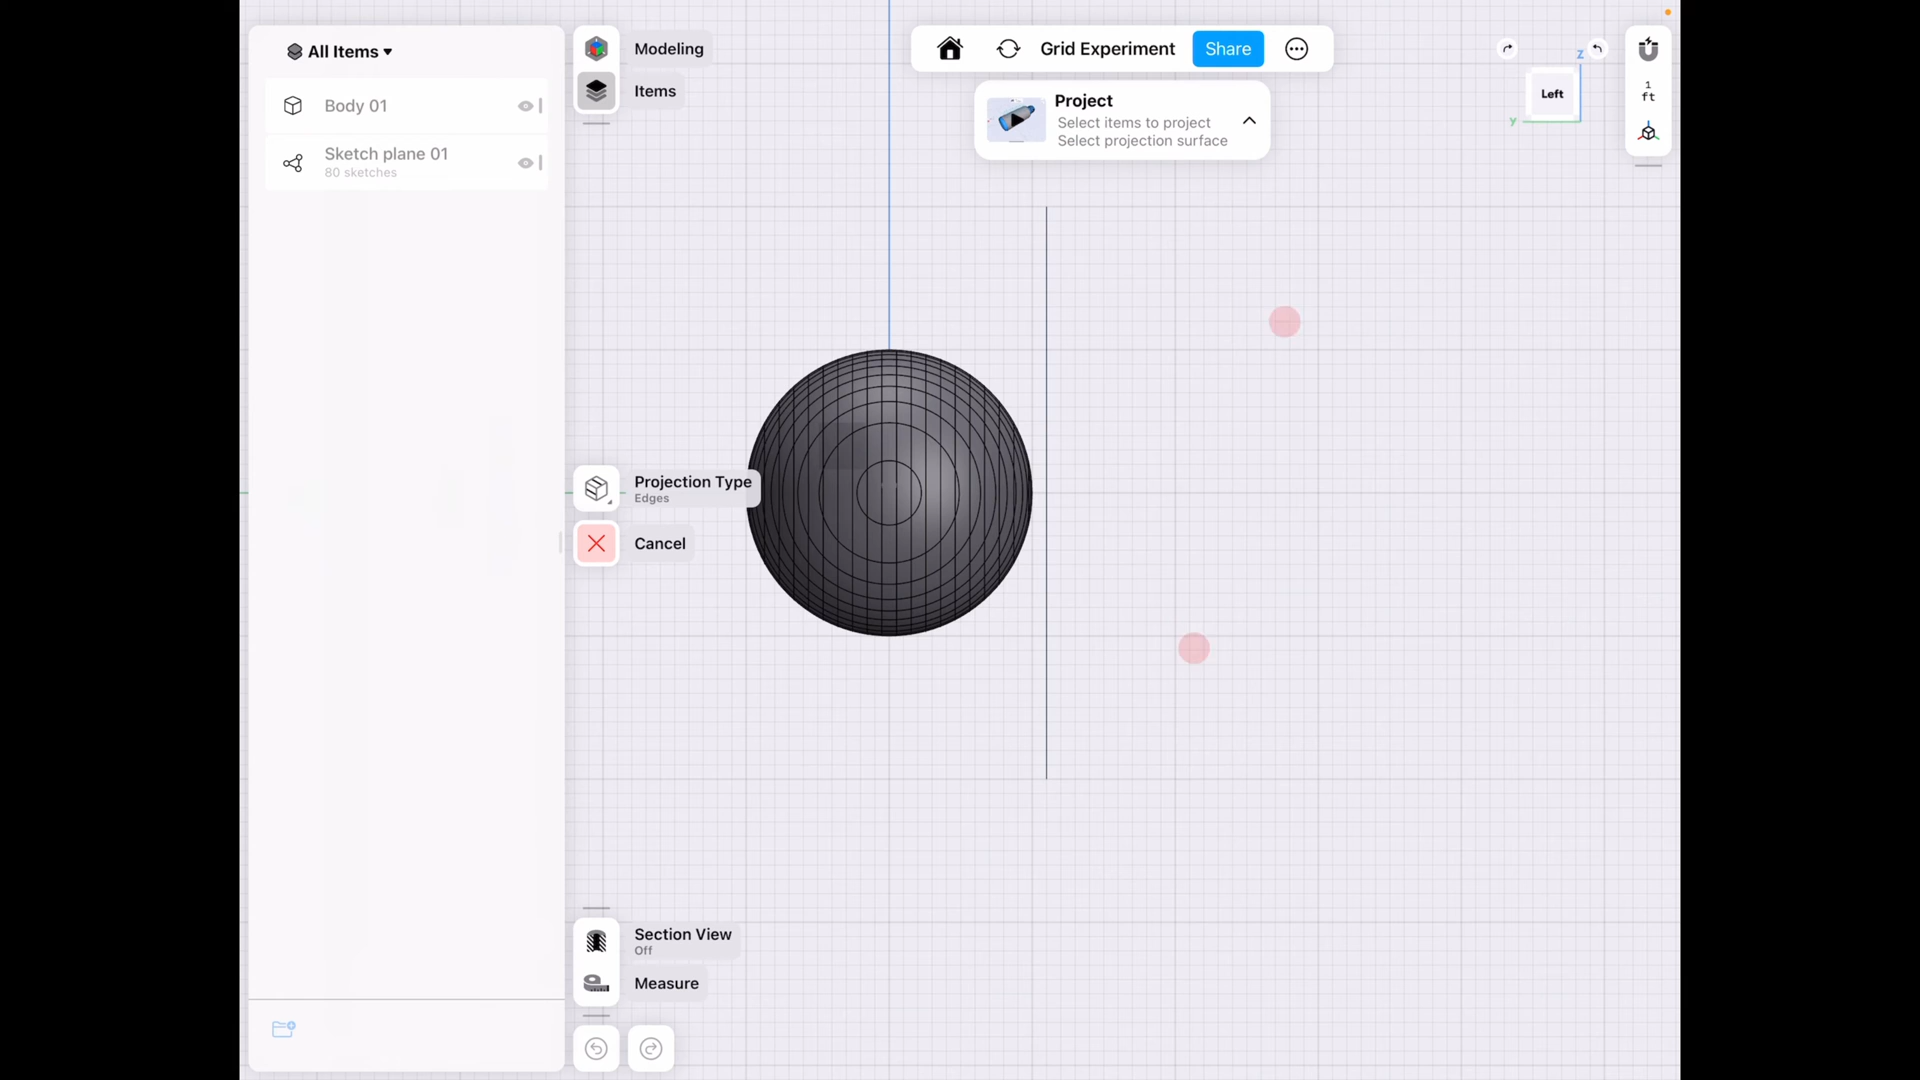 All Items
Body 01
Sketch plane 01
80 sketches
Modeling
Items
Grid Experiment
Share
Project
Select items to project
Select projection surface
Z
Left
Y
1
ft
Projection Type
Edges
Cancel
Section View
Off
Measure